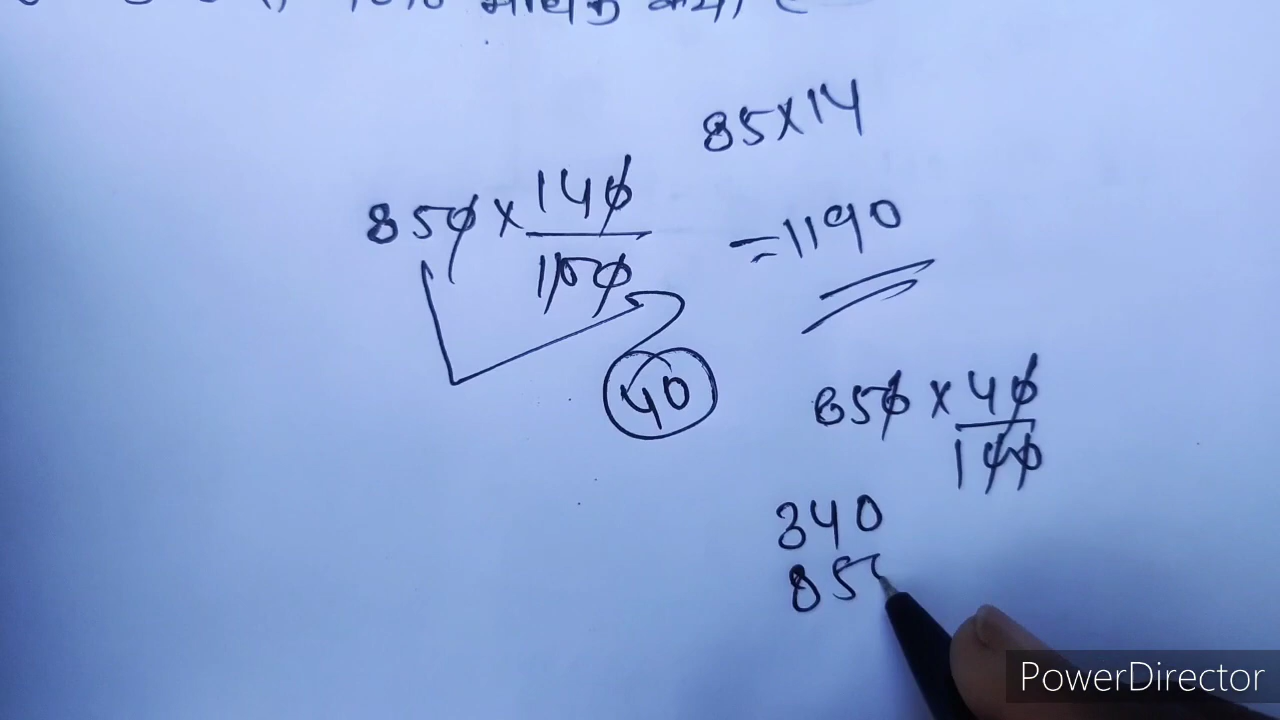 85×14
850 × 140/100
= 1190
40
850 × 40/100
340
85
PowerDirector